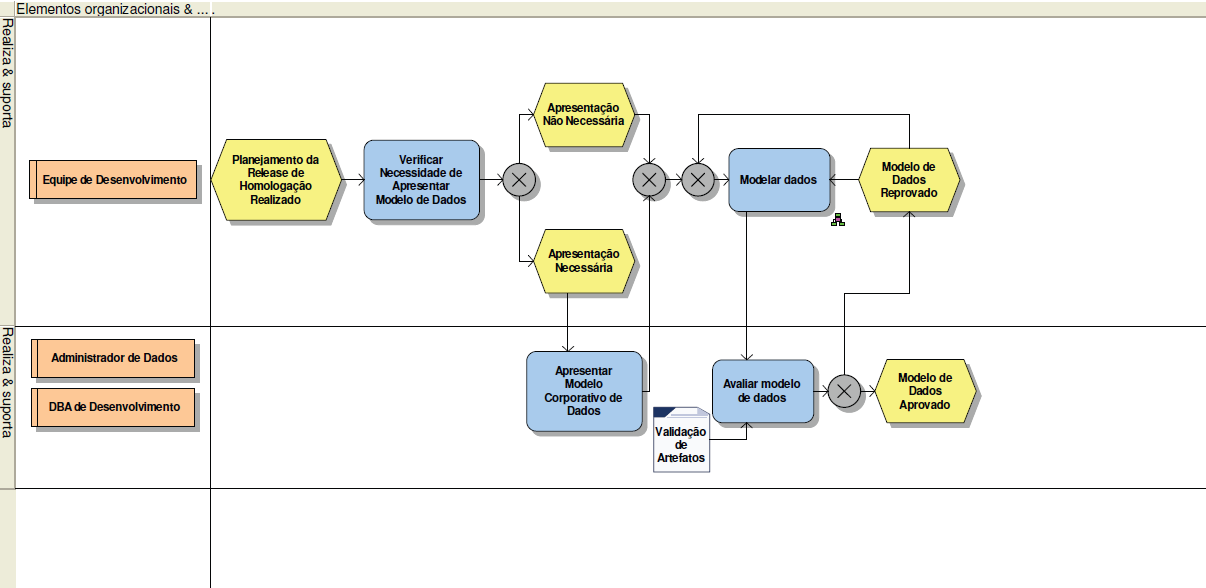 Elementos organizacionais & ... .
Realiza & suporta
Equipe de Desenvolvimento
Planejamento da
Release de
Homologação
Realizado
Verificar
Necessidade de
Apresentar
Modelo de Dados
Apresentação
Não Necessária
Apresentação
Necessária
Modelar dados
Modelo de
Dados
Reprovado
Realiza & suporta
Administrador de Dados
DBA de Desenvolvimento
Apresentar
Modelo
Corporativo de
Dados
Validação
de
Artefatos
Avaliar modelo
de dados
Modelo de
Dados
Aprovado